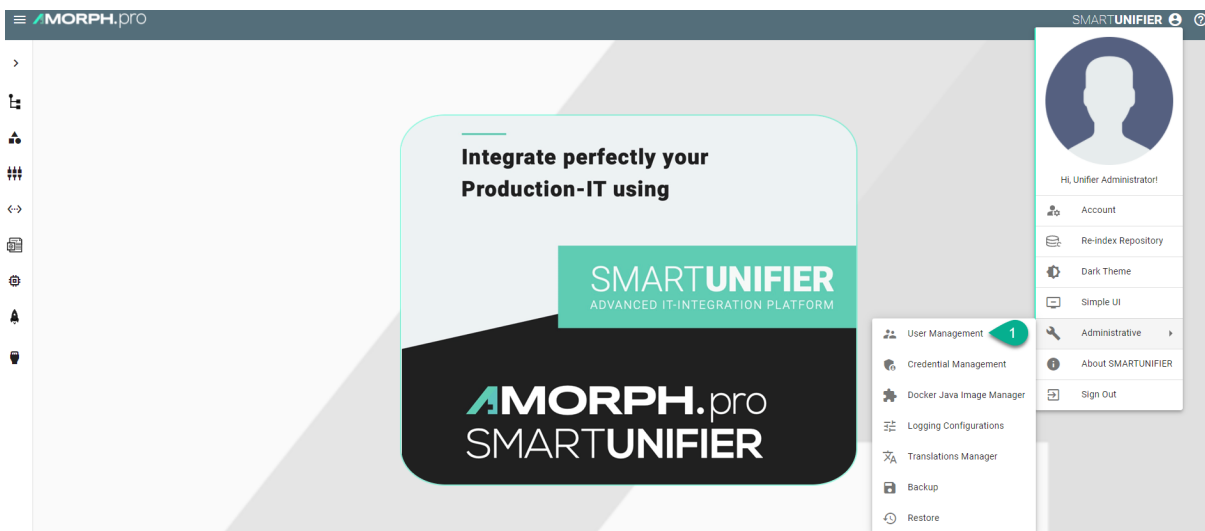 AMORPH.pro
SMARTUNIFIER
Integrate perfectly your
Production-IT using
SMARTUNIFIER
ADVANCED IT-INTEGRATION PLATFORM
AMORPH.pro
SMARTUNIFIER
Hi, Unifier Administrator!
Account
Re-index Repository
Dark Theme
Simple UI
Administrative
About SMARTUNIFIER
Sign Out
User Management 1
Credential Management
Docker Java Image Manager
Logging Configurations
Translations Manager
Backup
Restore